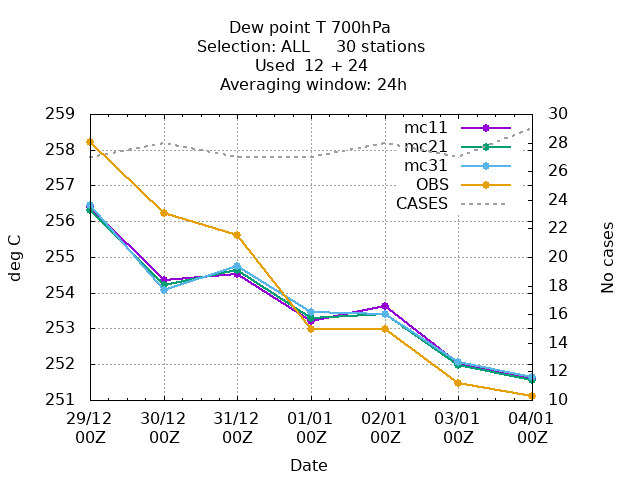 Dew point T 700hPa
Selection: ALL     30 stations
Used  12 + 24
Averaging window: 24h
259
258
257
256
255
254
253
252
251
deg C
30
28
26
24
22
20
18
16
14
12
10
No cases
mc11
mc21
mc31
OBS
CASES
29/12 30/12 31/12 01/01 02/01 03/01 04/01
00Z 00Z 00Z 00Z 00Z 00Z 00Z
Date